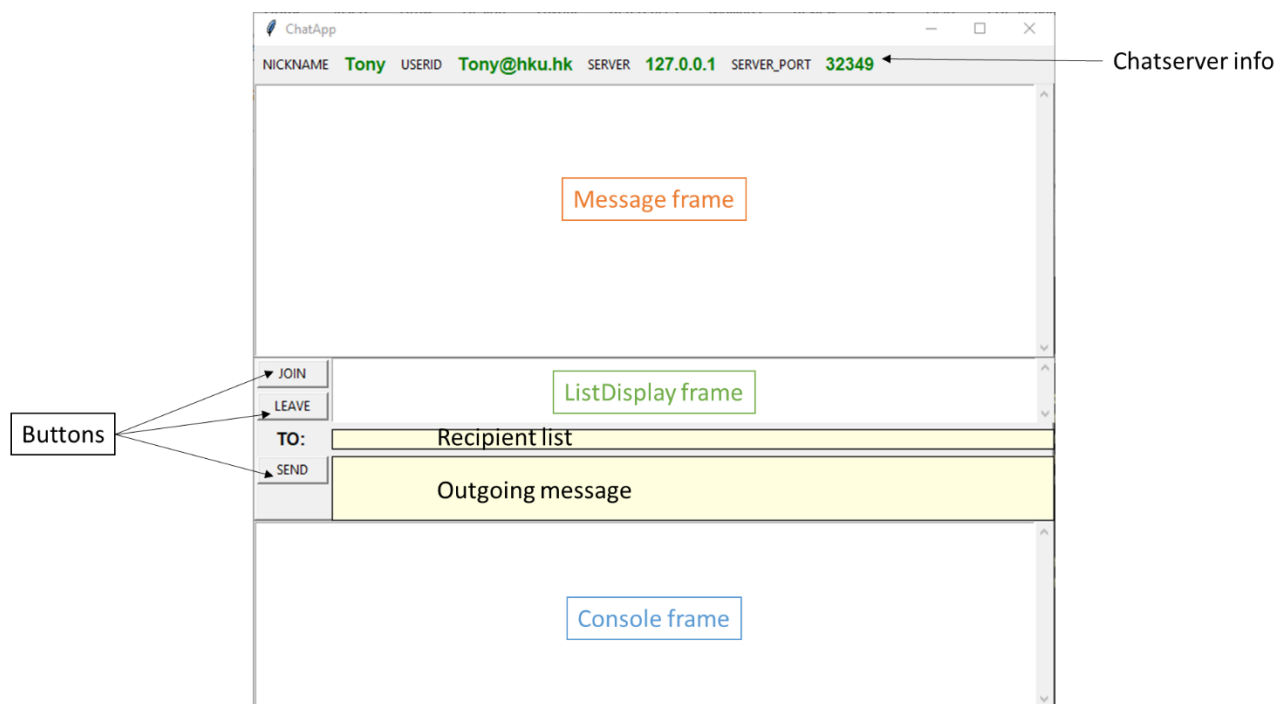 ChatApp
NICKNAME Tony USERID Tony@hku.hk SERVER 127.0.0.1 SERVER_PORT 32349
Chatserver info
Message frame
JOIN
ListDisplay frame
LEAVE
Buttons
TO: Recipient list
SEND
Outgoing message
Console frame